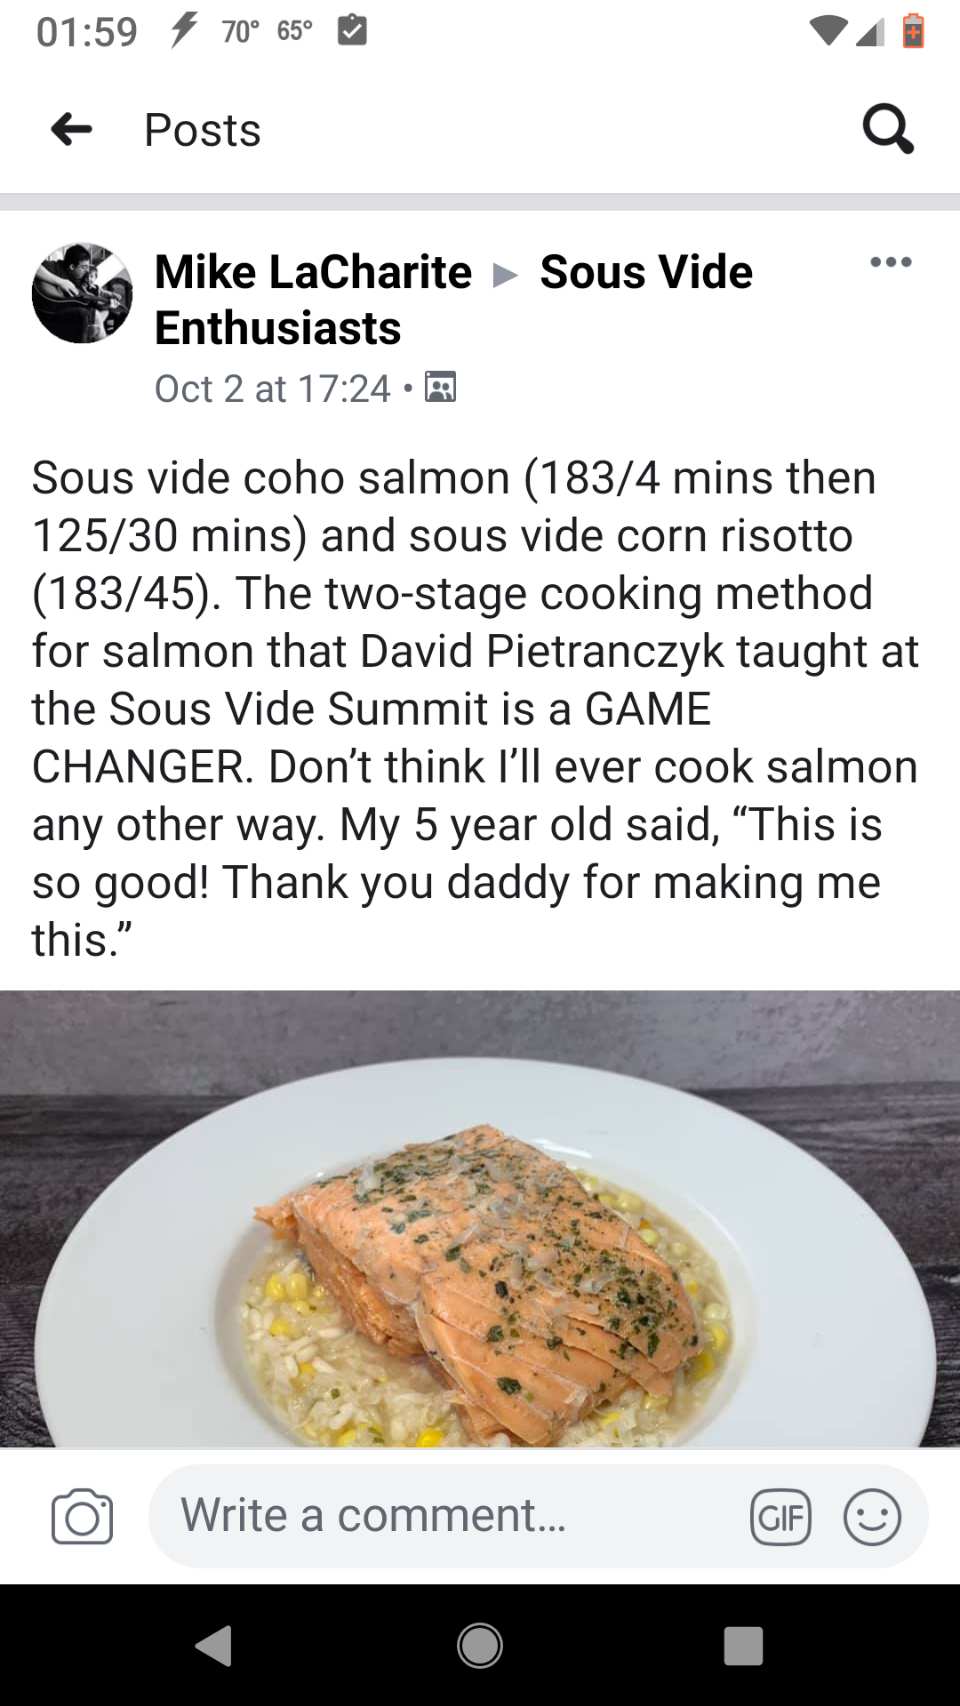 01:59 70° 65°
Posts
Mike LaCharite ▸ Sous Vide
Enthusiasts
Oct 2 at 17:24 •
Sous vide coho salmon (183/4 mins then
125/30 mins) and sous vide corn risotto
(183/45). The two-stage cooking method
for salmon that David Pietranczyk taught at
the Sous Vide Summit is a GAME
CHANGER. Don’t think I’ll ever cook salmon
any other way. My 5 year old said, “This is
so good! Thank you daddy for making me
this.”
Write a comment...
GIF